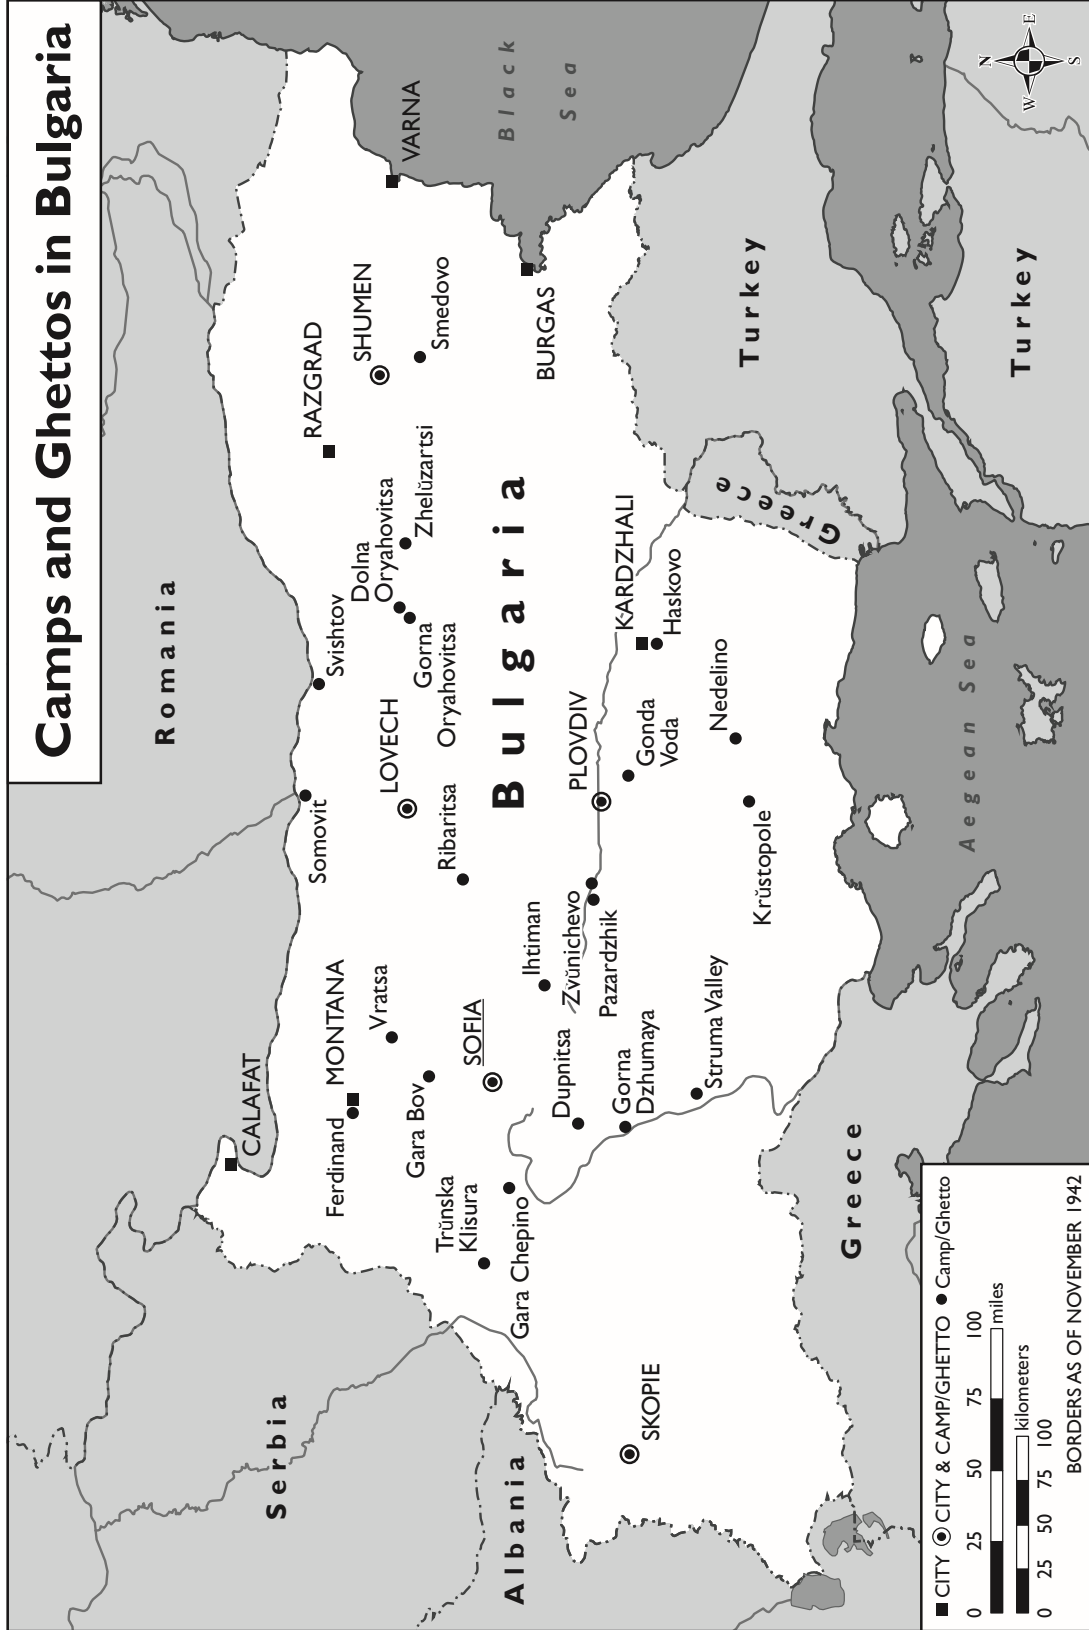 Camps and Ghettos in Bulgaria
Romania
Serbia
Albania
Greece
Greece
Turkey
Turkey
Black
Sea
Aegean Sea
Bulgaria
CALAFAT
Somovit
Svishtov
RAZGRAD
SHUMEN
VARNA
Smedovo
BURGAS
Ferdinand
MONTANA
Vratsa
Gara Bov
LOVECH
Dolna
Oryahovitsa
Gorna
Oryahovitsa
Zhelŭzartsi
Ribaritsa
Trŭnska
Klisura
SOFIA
Gara Chepino
Ihtiman
Zvŭnichevo
Pazardzhik
PLOVDIV
Gonda
Voda
KARDZHALI
Haskovo
Dupnitsa
Gorna
Dzhumaya
Struma Valley
Nedelino
Krŭstopole
SKOPIE
N
E
S
W
CITY CITY & CAMP/GHETTO Camp/Ghetto
0 25 50 75 100
miles
kilometers
0 25 50 75 100
BORDERS AS OF NOVEMBER 1942